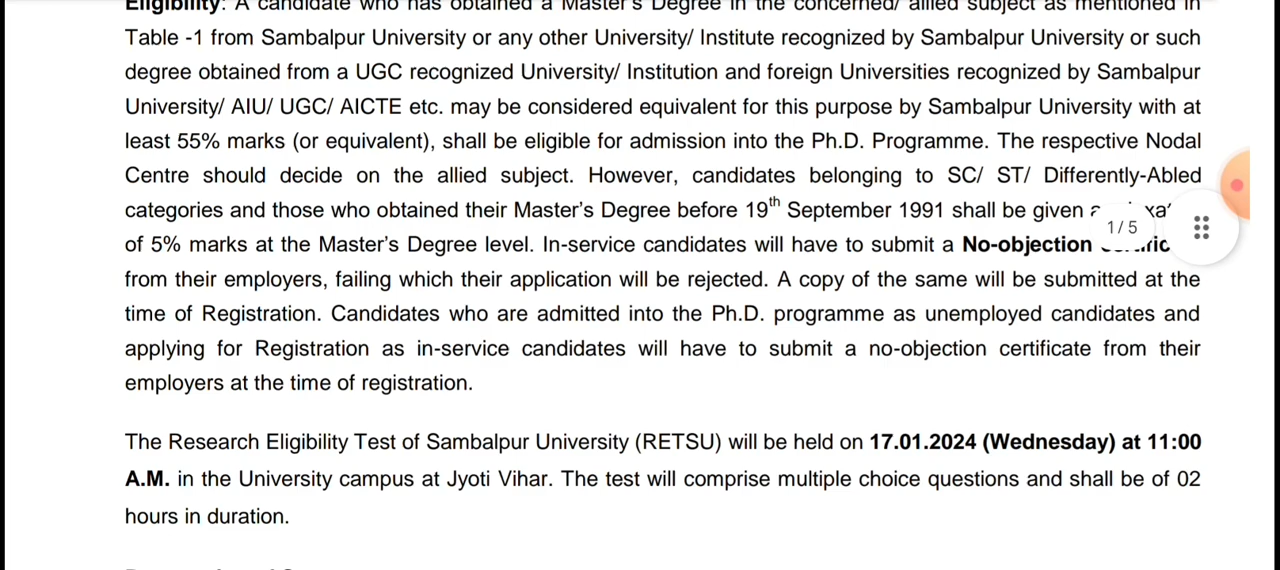 Eligibility: A candidate who has obtained a Master's Degree in the concerned/ allied subject as mentioned in
Table -1 from Sambalpur University or any other University/ Institute recognized by Sambalpur University or such
degree obtained from a UGC recognized University/ Institution and foreign Universities recognized by Sambalpur
University/ AIU/ UGC/ AICTE etc. may be considered equivalent for this purpose by Sambalpur University with at
least 55% marks (or equivalent), shall be eligible for admission into the Ph.D. Programme. The respective Nodal
Centre should decide on the allied subject. However, candidates belonging to SC/ ST/ Differently-Abled
categories and those who obtained their Master's Degree before 19th September 1991 shall be given
1/5
of 5% marks at the Master's Degree level. In-service candidates will have to submit a No-objection
from their employers, failing which their application will be rejected. A copy of the same will be submitted at the
time of Registration. Candidates who are admitted into the Ph.D. programme as unemployed candidates and
applying for Registration as in-service candidates will have to submit a no-objection certificate from their
employers at the time of registration.
The Research Eligibility Test of Sambalpur University (RETSU) will be held on 17.01.2024 (Wednesday) at 11:00
A.M. in the University campus at Jyoti Vihar. The test will comprise multiple choice questions and shall be of 02
hours in duration.